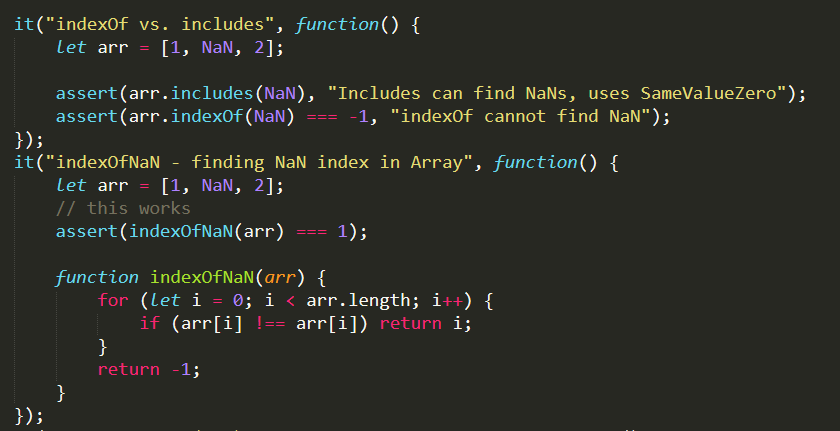 it("indexOf vs. includes", function() {
    let arr = [1, NaN, 2];
    assert(arr.includes(NaN), "Includes can find NaNs, uses SameValueZero");
    assert(arr.indexOf(NaN) === -1, "indexOf cannot find NaN");
});
it("indexOfNaN - finding NaN index in Array", function() {
    let arr = [1, NaN, 2];
    // this works
    assert(indexOfNaN(arr) === 1);
    function indexOfNaN(arr) {
        for (let i = 0; i < arr.length; i++) {
            if (arr[i] !== arr[i]) return i;
        }
        return -1;
    }
});